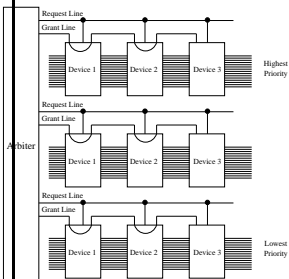 Request Line
Grant Line
Device 1 Device 2 Device 3
Highest
Priority
Request Line
Grant Line
Arbiter
Device 1 Device 2 Device 3
Request Line
Grant Line
Device 1 Device 2 Device 3
Lowest
Priority